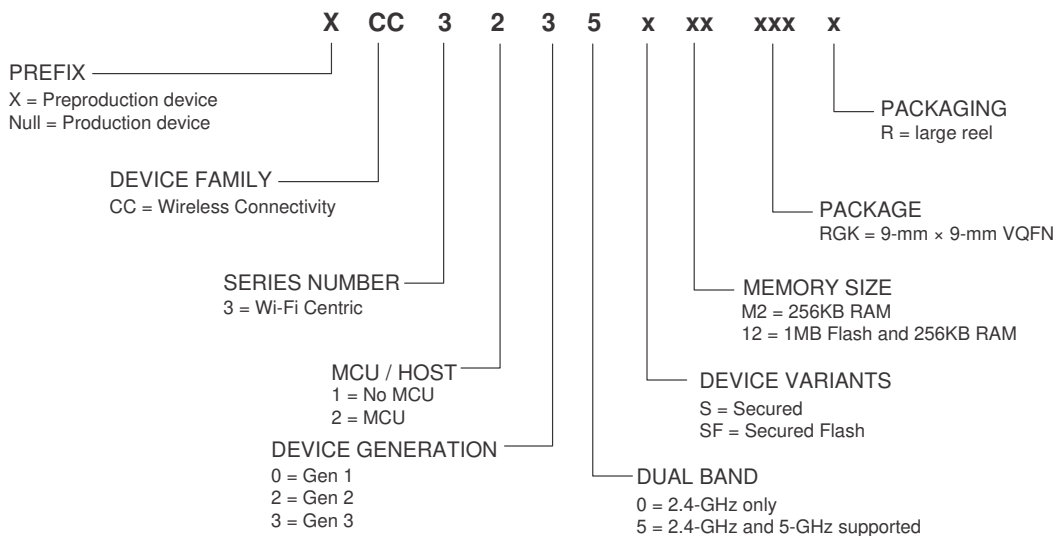 X CC 3 2 3 5 x xx xxx x
PREFIX
X = Preproduction device
Null = Production device
PACKAGING
R = large reel
DEVICE FAMILY
CC = Wireless Connectivity
PACKAGE
RGK = 9-mm × 9-mm VQFN
SERIES NUMBER
3 = Wi-Fi Centric
MEMORY SIZE
M2 = 256KB RAM
12 = 1MB Flash and 256KB RAM
MCU / HOST
1 = No MCU
2 = MCU
DEVICE VARIANTS
S = Secured
SF = Secured Flash
DEVICE GENERATION
0 = Gen 1
2 = Gen 2
3 = Gen 3
DUAL BAND
0 = 2.4-GHz only
5 = 2.4-GHz and 5-GHz supported